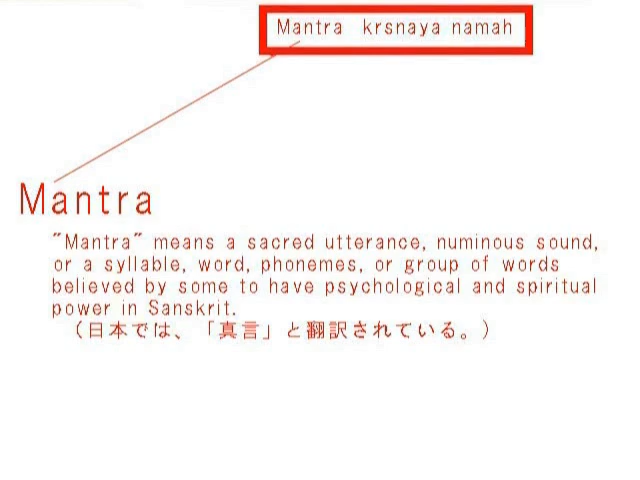 Mantra krsnaya namah
Mantra
"Mantra" means a sacred utterance, numinous sound,
or a syllable, word, phonemes, or group of words
believed by some to have psychological and spiritual
power in Sanskrit.
（日本では、「真言」と翻訳されている。）